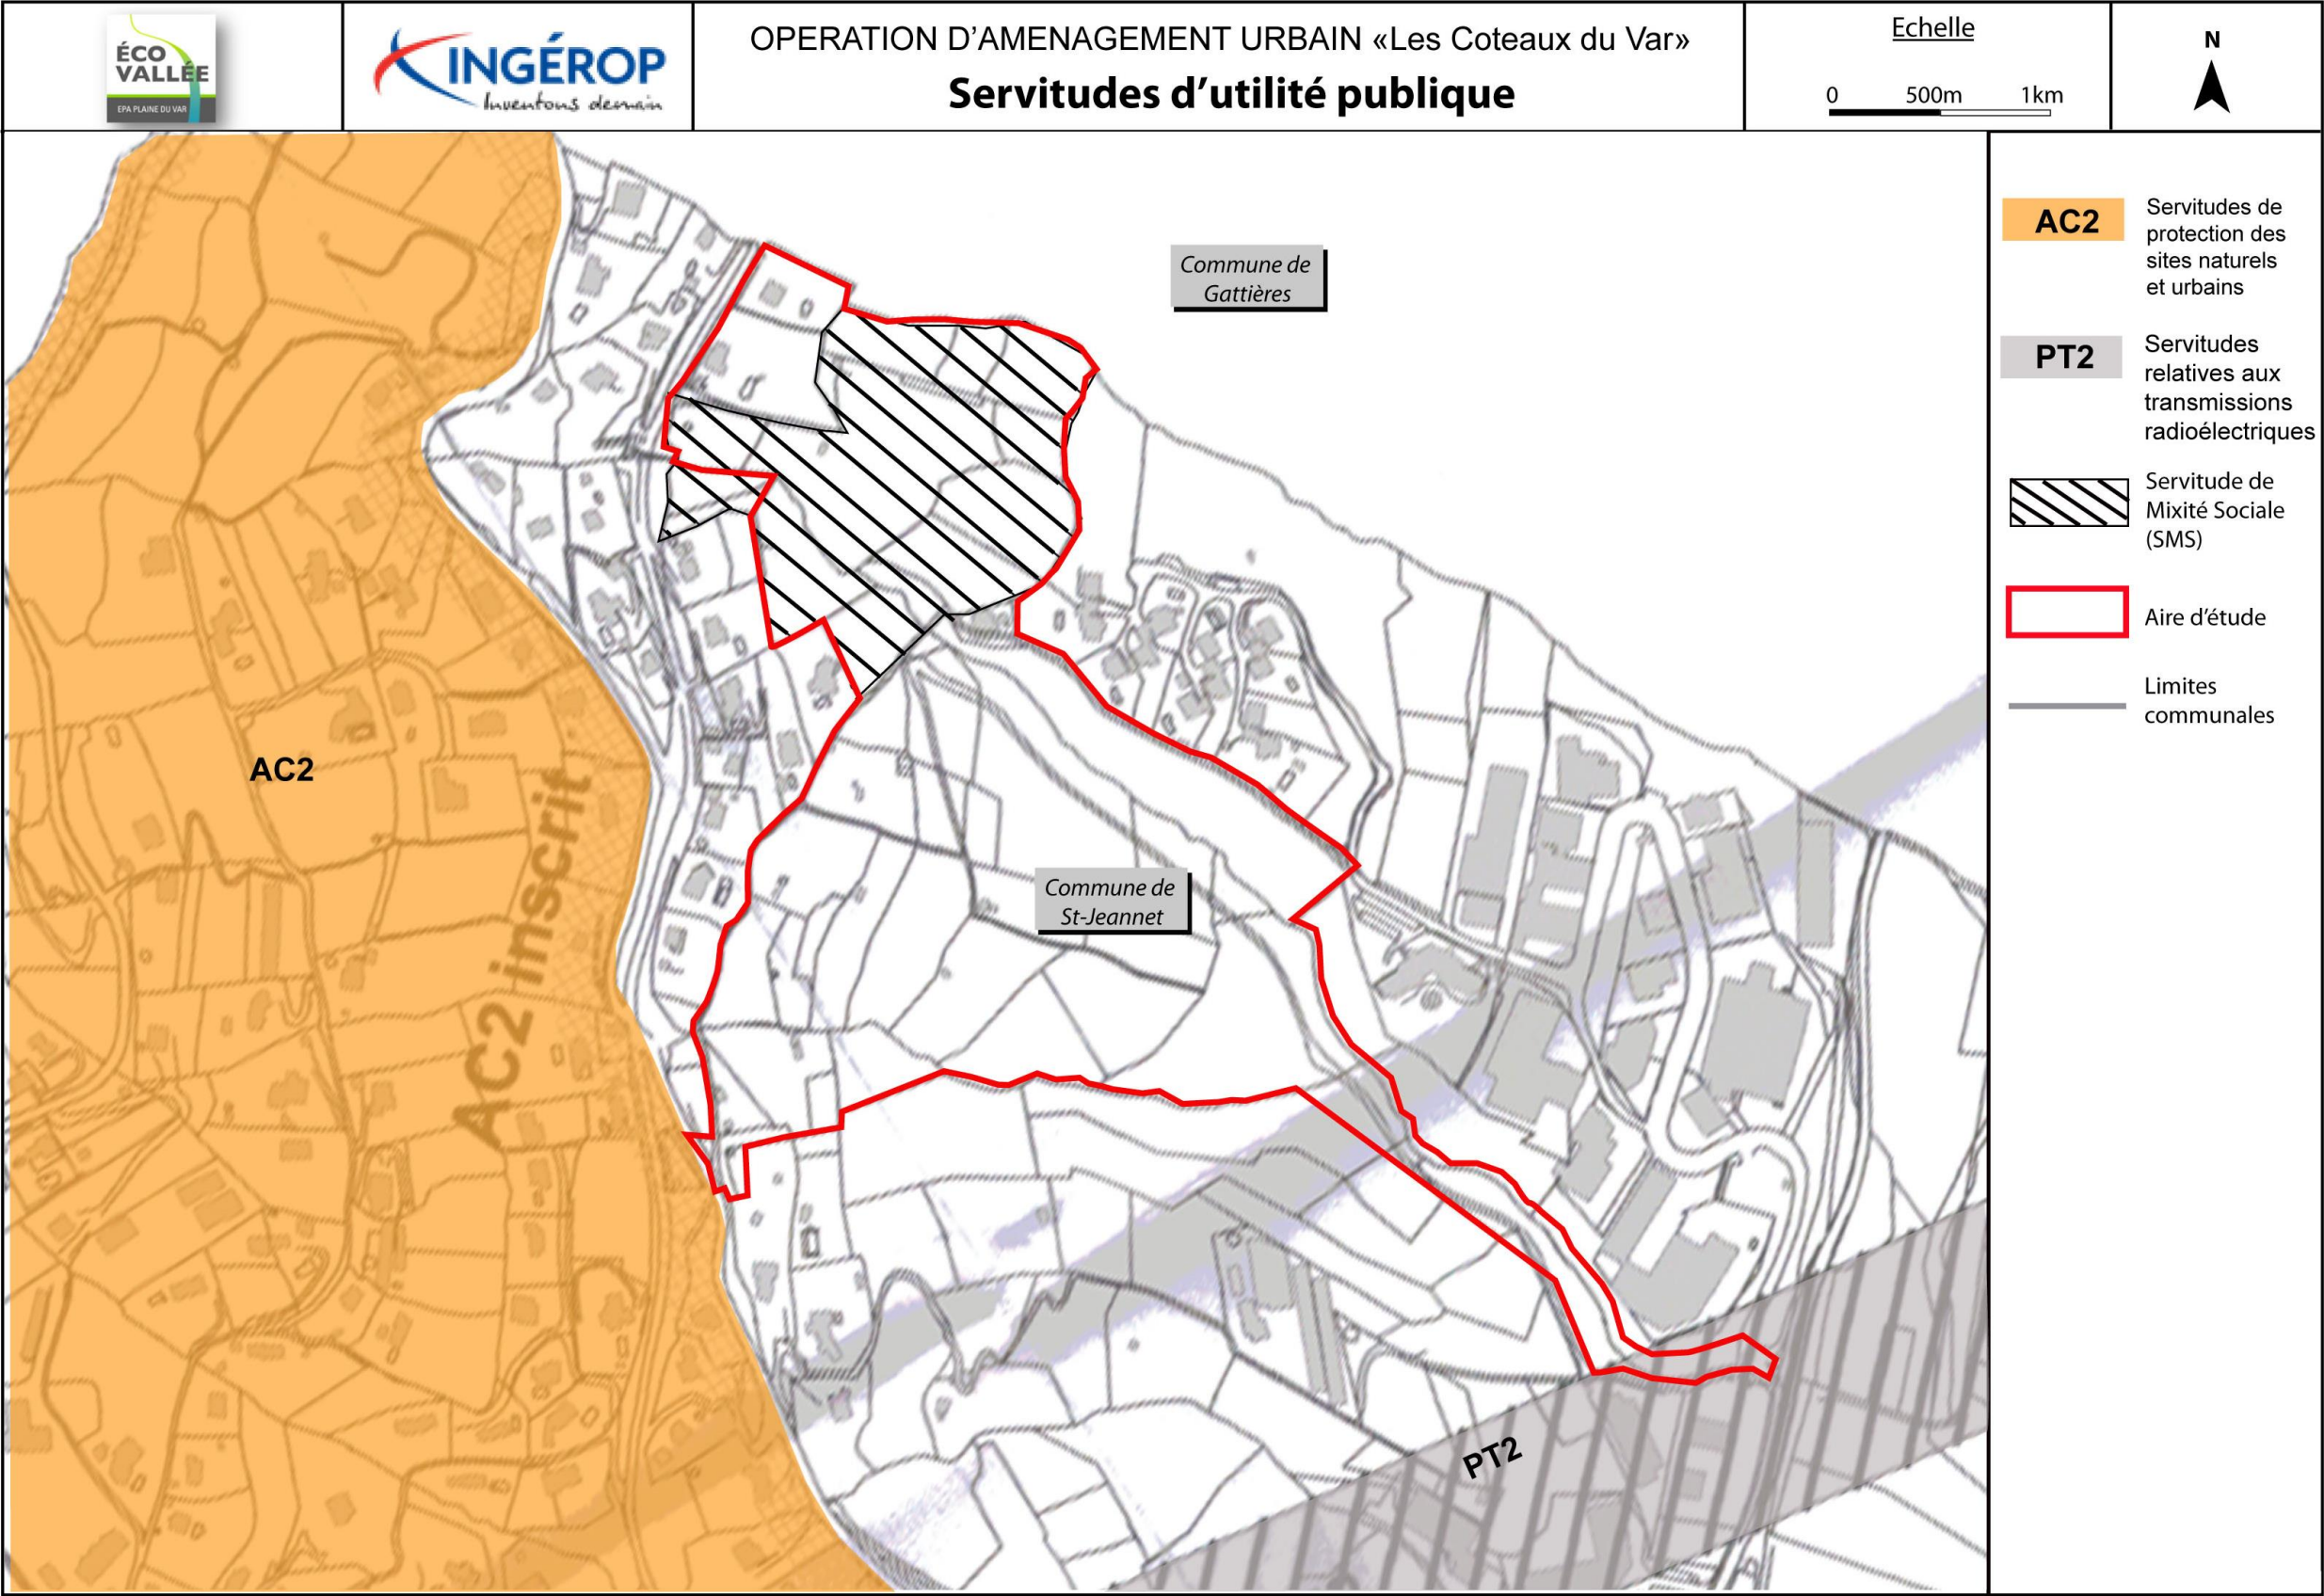 ÉCO
VALLÉE
EPA PLAINE DU VAR
INGÉROP
Inventons demain
OPERATION D'AMENAGEMENT URBAIN «Les Coteaux du Var»
Servitudes d'utilité publique
Echelle
0 500m 1km
N
Commune de
Gattières
AC2
AC2 inscrit
Commune de
St-Jeannet
PT2
AC2
Servitudes de
protection des
sites naturels
et urbains
PT2
Servitudes
relatives aux
transmissions
radioélectriques
Servitude de
Mixité Sociale
(SMS)
Aire d'étude
Limites
communales